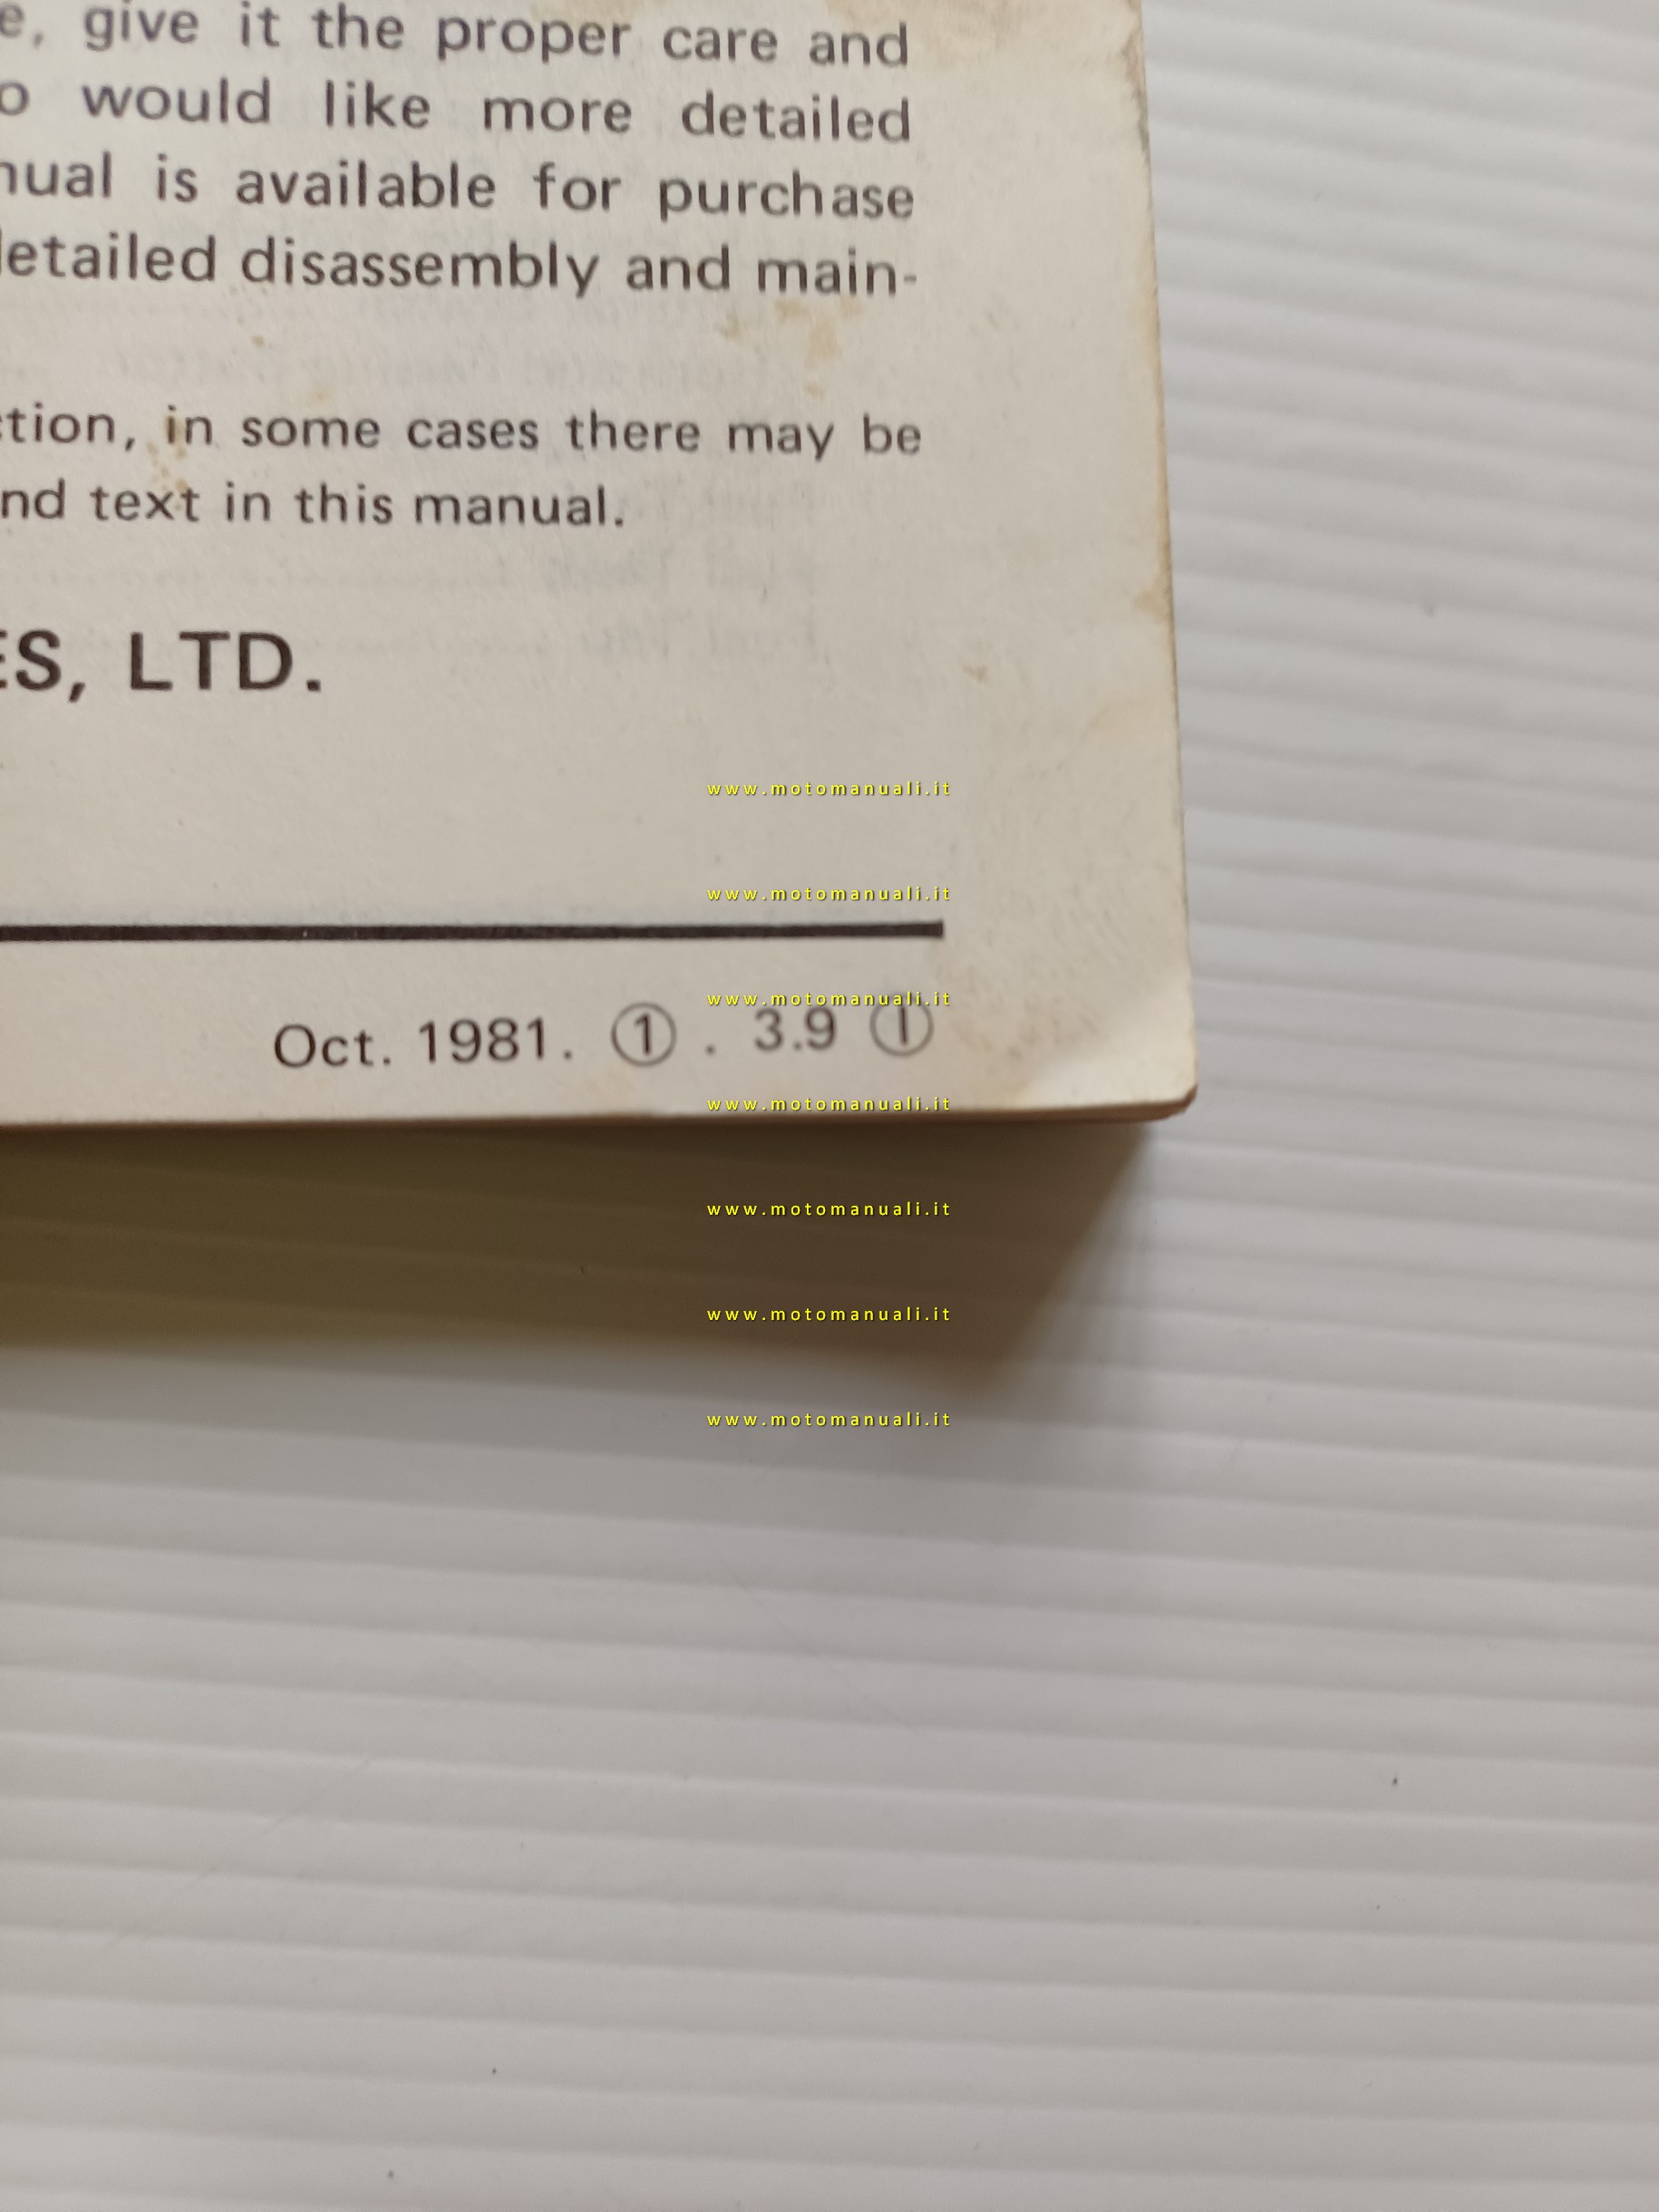 e, give it the proper care and
o would like more detailed
nual is available for purchase
detailed disassembly and main-
ction, in some cases there may be
nd text in this manual.
ES, LTD.
www.motomanuali.it
www.motomanuali.it
www.motomanuali.it
Oct. 1981. ① . 3.9 ①
www.motomanuali.it
www.motomanuali.it
www.motomanuali.it
www.motomanuali.it